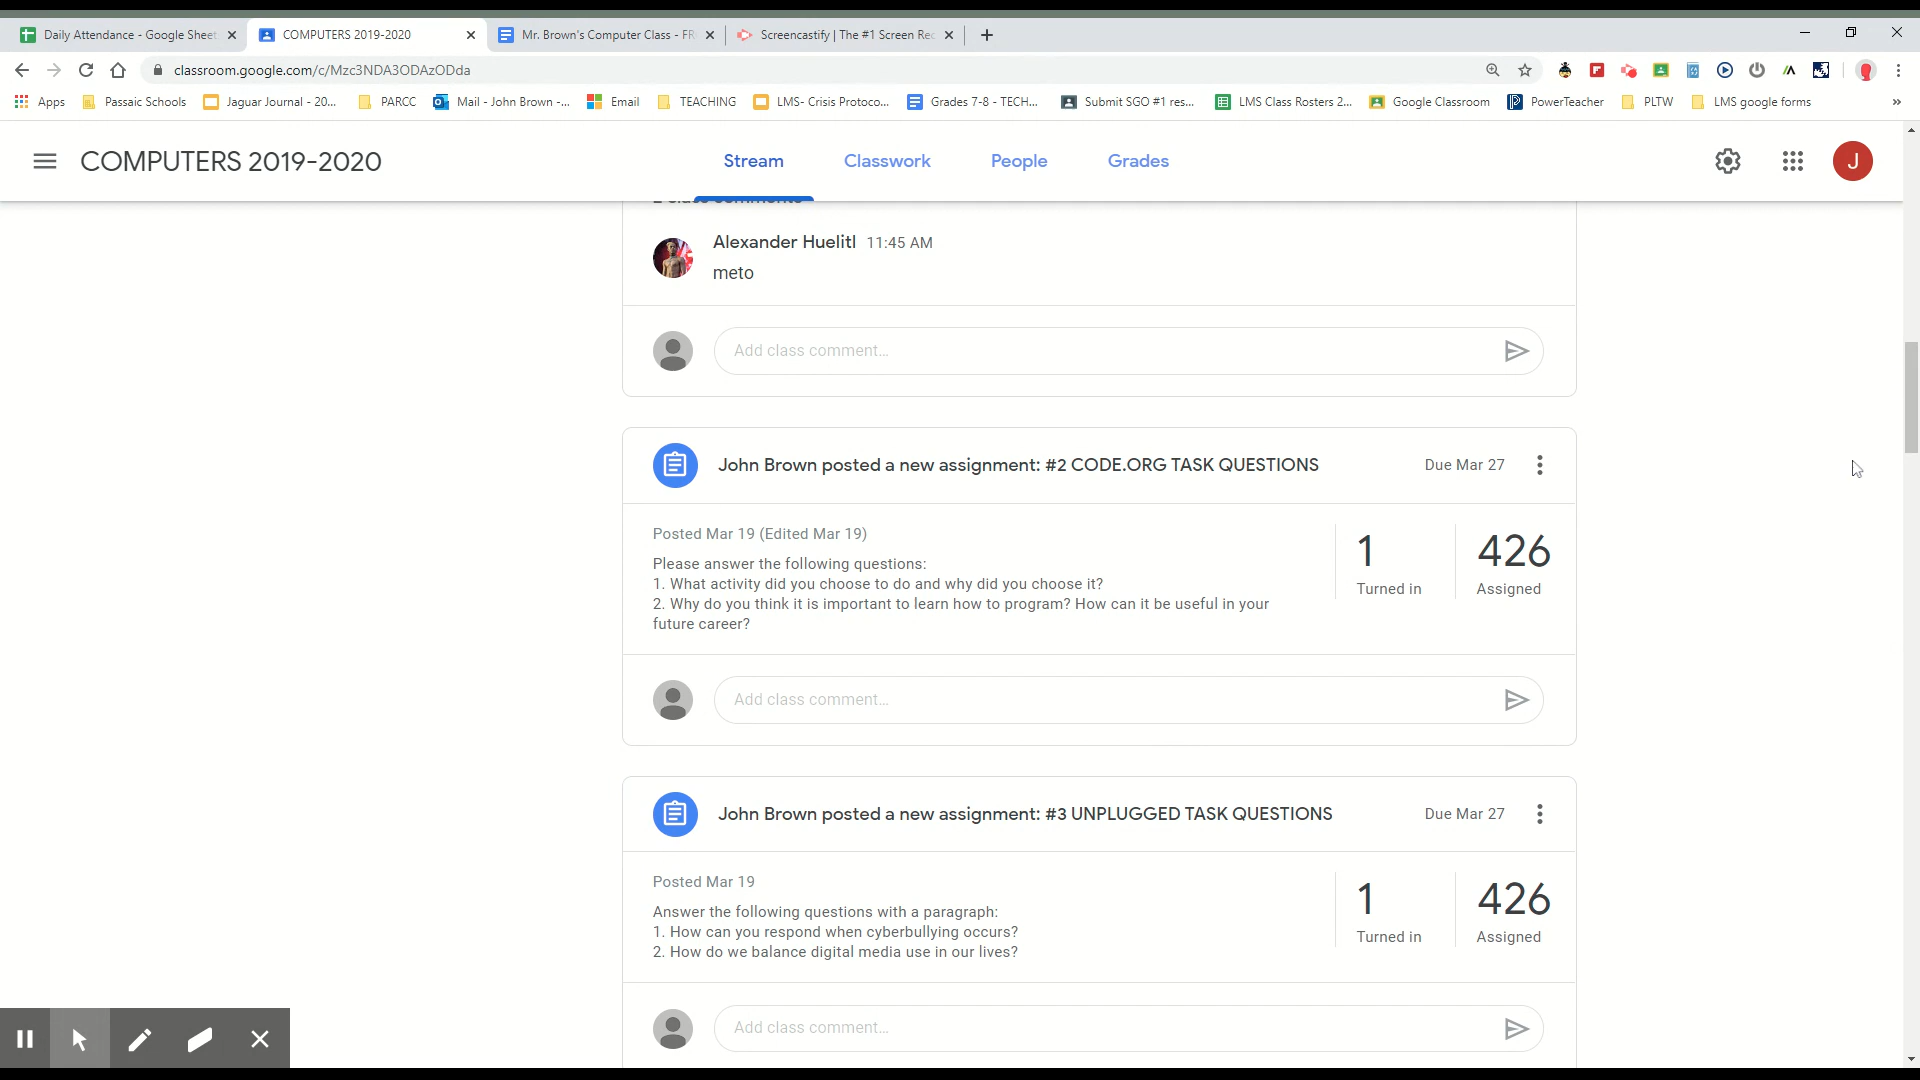 Daily Attendance - Google Sheet
COMPUTERS 2019-2020
Mr. Brown's Computer Class - FR
Screencastify | The #1 Screen Rec
classroom.google.com/c/Mzc3NDA3ODAzODda
Apps
Passaic Schools
Jaguar Journal - 20...
PARCC
Mail - John Brown -...
Email
TEACHING
LMS- Crisis Protoco...
Grades 7-8 - TECH...
Submit SGO #1 res...
LMS Class Rosters 2...
Google Classroom
PowerTeacher
PLTW
LMS google forms
COMPUTERS 2019-2020
Stream
Classwork
People
Grades
J
Alexander Huelitl 11:45 AM
meto
Add class comment...
John Brown posted a new assignment: #2 CODE.ORG TASK QUESTIONS
Due Mar 27
Posted Mar 19 (Edited Mar 19)
Please answer the following questions:
1. What activity did you choose to do and why did you choose it?
2. Why do you think it is important to learn how to program? How can it be useful in your
future career?
1
Turned in
426
Assigned
Add class comment...
John Brown posted a new assignment: #3 UNPLUGGED TASK QUESTIONS
Due Mar 27
Posted Mar 19
Answer the following questions with a paragraph:
1. How can you respond when cyberbullying occurs?
2. How do we balance digital media use in our lives?
1
Turned in
426
Assigned
Add class comment...